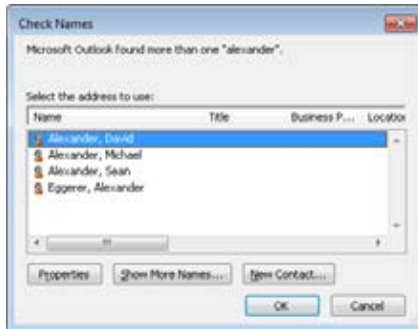 Check Names
Microsoft Outlook found more than one "alexander".
Select the address to use:
Name Title Business P... Location
Alexander, David
Alexander, Michael
Alexander, Sean
Eggerer, Alexander
Properties Show More Names... New Contact...
OK Cancel